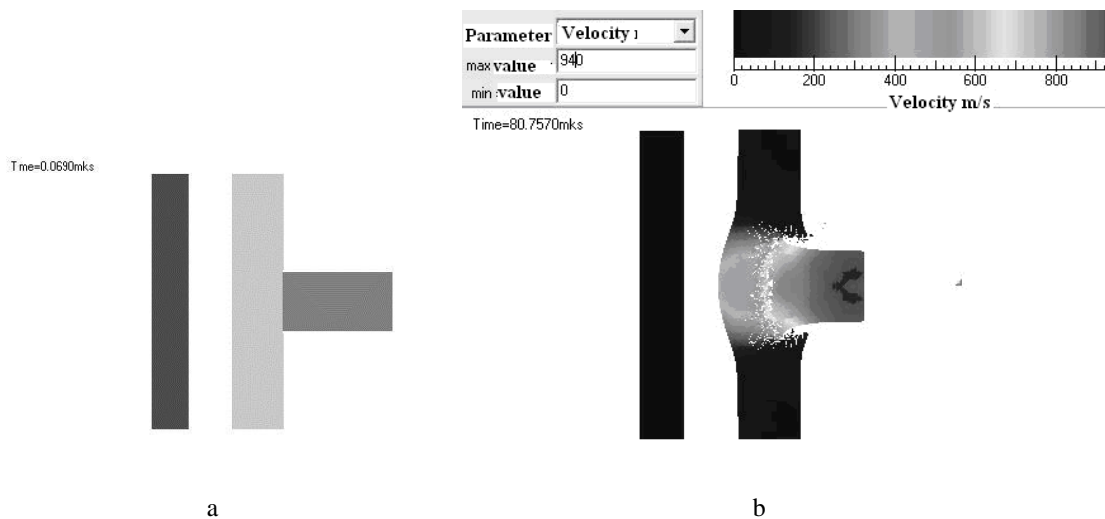 Parameter Velocity ı
max value 940
min value 0
0 200 400 600 800
Velocity m/s
Time=80.7570mks
Tme=0.0690mks
a b